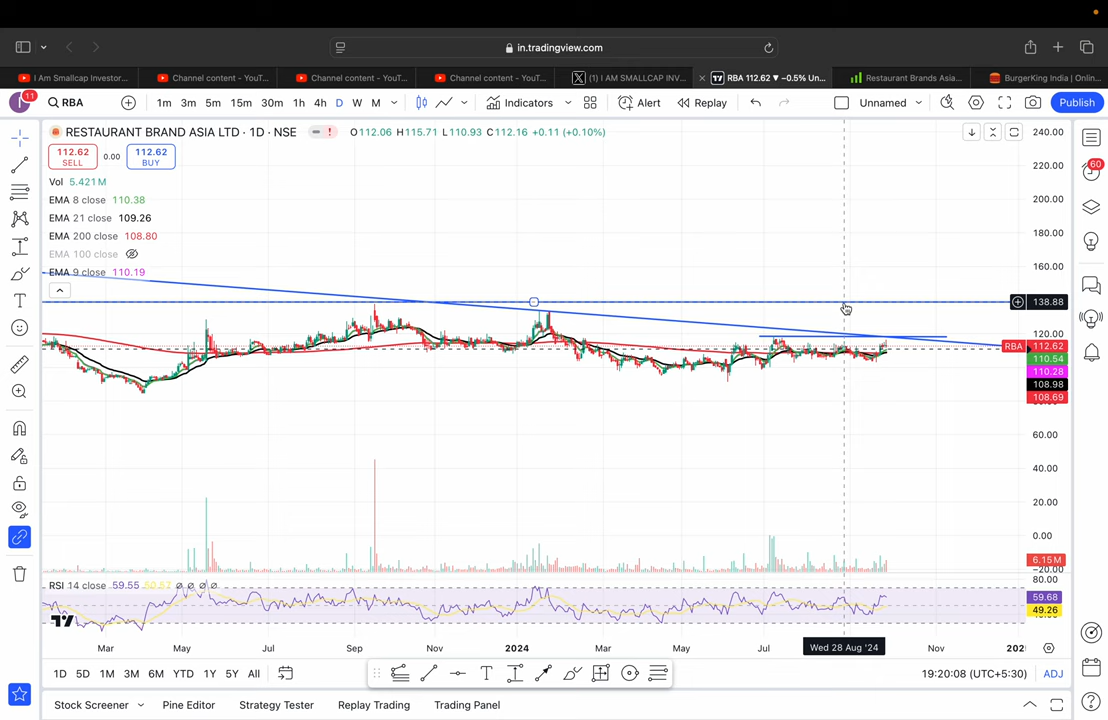 in.tradingview.com
I Am Smallcap Investor...
Channel content - YouT...
Channel content - YouT...
Channel content - YouT...
(1) I AM SMALLCAP INV...
RBA 112.62 ▼ −0.5% Un...
Restaurant Brands Asia...
BurgerKing India | Onlin...
11
RBA
1m 3m 5m 15m 30m 1h 4h D W M
Indicators
Alert
Replay
Unnamed
Publish
RESTAURANT BRAND ASIA LTD · 1D · NSE
O112.06 H115.71 L110.93 C112.16 +0.11 (+0.10%)
112.62
SELL
0.00
112.62
BUY
Vol 5.421 M
EMA 8 close 110.38
EMA 21 close 109.26
EMA 200 close 108.80
EMA 100 close
EMA 9 close 110.19
240.00
220.00
200.00
180.00
160.00
138.88
120.00
RBA 112.62
110.54
110.28
108.98
108.69
60.00
40.00
20.00
0.00
6.15 M
−20.00
60
RSI 14 close 59.55 50.57 ∅ ∅ ∅ ∅
80.00
59.68
49.26
Mar May Jul Sep Nov 2024 Mar May Jul Wed 28 Aug '24 Nov 202
1D 5D 1M 3M 6M YTD 1Y 5Y All
19:20:08 (UTC+5:30) ADJ
Stock Screener Pine Editor Strategy Tester Replay Trading Trading Panel